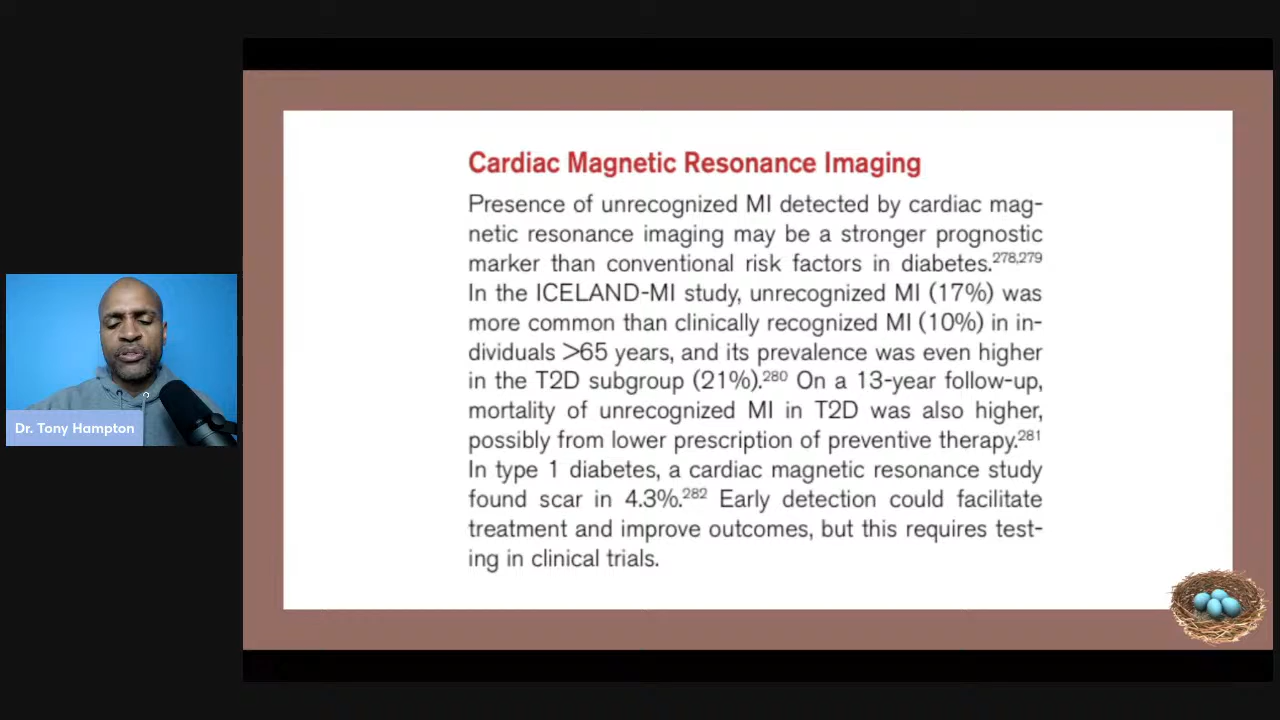 Cardiac Magnetic Resonance Imaging
Presence of unrecognized MI detected by cardiac mag-
netic resonance imaging may be a stronger prognostic
marker than conventional risk factors in diabetes.278,279
In the ICELAND-MI study, unrecognized MI (17%) was
more common than clinically recognized MI (10%) in in-
dividuals >65 years, and its prevalence was even higher
in the T2D subgroup (21%).280 On a 13-year follow-up,
mortality of unrecognized MI in T2D was also higher,
possibly from lower prescription of preventive therapy.281
In type 1 diabetes, a cardiac magnetic resonance study
found scar in 4.3%.282 Early detection could facilitate
treatment and improve outcomes, but this requires test-
ing in clinical trials.
Dr. Tony Hampton